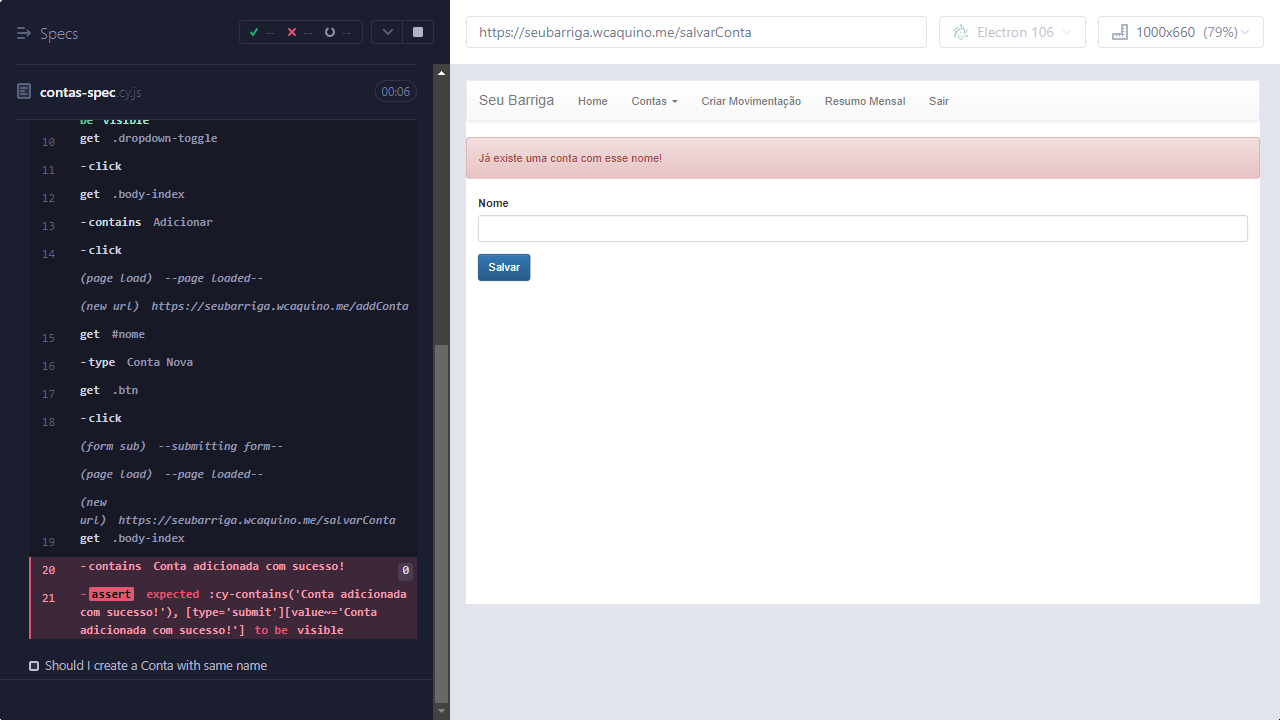 Specs
-- -- --
contas-spec.cy.js
00:06
be visible
10 get .dropdown-toggle
11 -click
12 get .body-index
13 -contains Adicionar
14 -click
(page load) --page loaded--
(new url) https://seubarriga.wcaquino.me/addConta
15 get #nome
16 -type Conta Nova
17 get .btn
18 -click
(form sub) --submitting form--
(page load) --page loaded--
(new
url) https://seubarriga.wcaquino.me/salvarConta
19 get .body-index
20 -contains Conta adicionada com sucesso! 0
21 -assert expected :cy-contains('Conta adicionada
com sucesso!'), [type='submit'][value~='Conta
adicionada com sucesso!'] to be visible
Should I create a Conta with same name
https://seubarriga.wcaquino.me/salvarConta
Electron 106
1000x660 (79%)
Seu Barriga Home Contas Criar Movimentação Resumo Mensal Sair
Já existe uma conta com esse nome!
Nome
Salvar